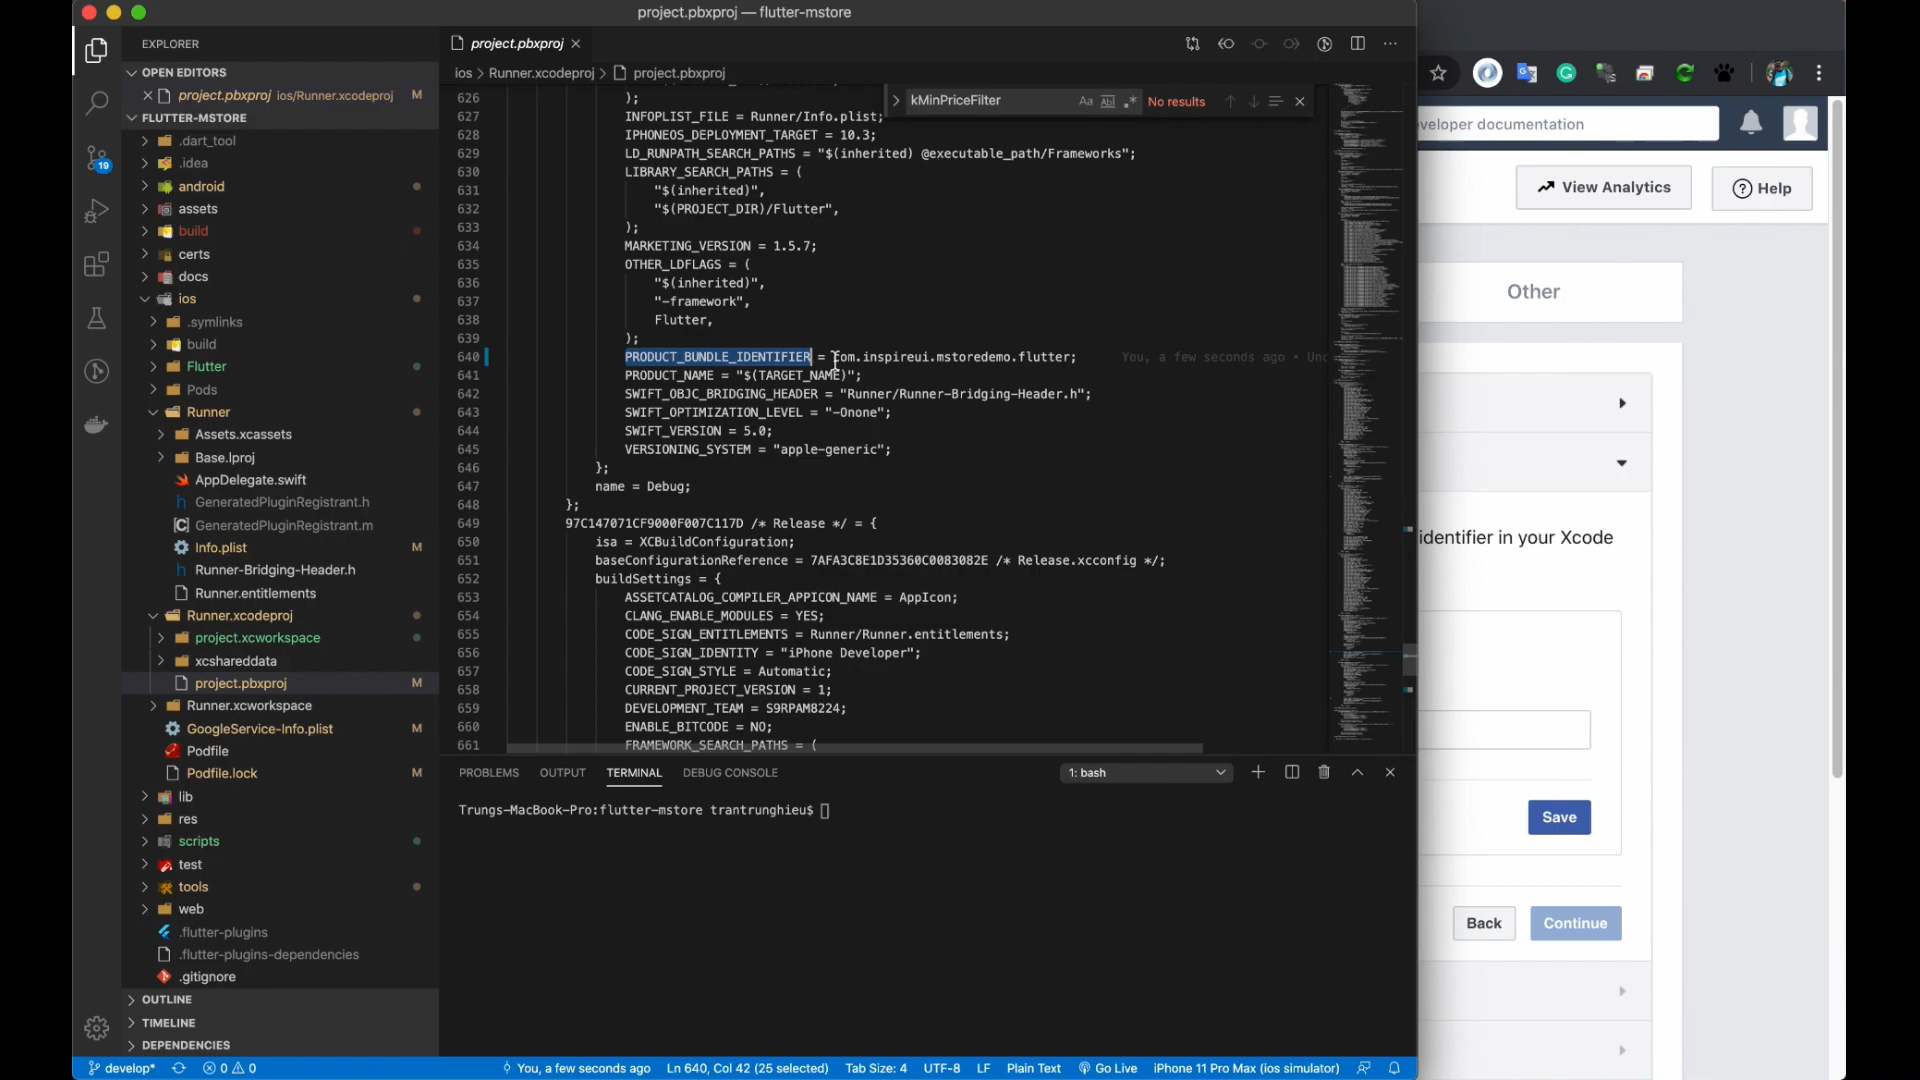 project.pbxproj — flutter-mstore
EXPLORER
OPEN EDITORS
project.pbxproj ios/Runner.xcodeproj M
FLUTTER-MSTORE
.dart_tool
.idea
android
assets
build
certs
docs
ios
.symlinks
build
Flutter
Pods
Runner
Assets.xcassets
Base.lproj
AppDelegate.swift
GeneratedPluginRegistrant.h
GeneratedPluginRegistrant.m
Info.plist M
Runner-Bridging-Header.h
Runner.entitlements
Runner.xcodeproj
project.xcworkspace
xcshareddata
project.pbxproj M
Runner.xcworkspace
GoogleService-Info.plist M
Podfile
Podfile.lock M
lib
res
scripts
test
tools
web
.flutter-plugins
.flutter-plugins-dependencies
.gitignore
OUTLINE
TIMELINE
DEPENDENCIES
19
project.pbxproj
ios > Runner.xcodeproj > project.pbxproj
kMinPriceFilter Aa Abl .* No results
626 );
627 INFOPLIST_FILE = Runner/Info.plist;
628 IPHONEOS_DEPLOYMENT_TARGET = 10.3;
629 LD_RUNPATH_SEARCH_PATHS = "$(inherited) @executable_path/Frameworks";
630 LIBRARY_SEARCH_PATHS = (
631 "$(inherited)",
632 "$(PROJECT_DIR)/Flutter",
633 );
634 MARKETING_VERSION = 1.5.7;
635 OTHER_LDFLAGS = (
636 "$(inherited)",
637 "-framework",
638 Flutter,
639 );
640 PRODUCT_BUNDLE_IDENTIFIER = com.inspireui.mstoredemo.flutter; You, a few seconds ago • Unc
641 PRODUCT_NAME = "$(TARGET_NAME)";
642 SWIFT_OBJC_BRIDGING_HEADER = "Runner/Runner-Bridging-Header.h";
643 SWIFT_OPTIMIZATION_LEVEL = "-Onone";
644 SWIFT_VERSION = 5.0;
645 VERSIONING_SYSTEM = "apple-generic";
646 };
647 name = Debug;
648 };
649 97C147071CF9000F007C117D /* Release */ = {
650 isa = XCBuildConfiguration;
651 baseConfigurationReference = 7AFA3C8E1D35360C0083082E /* Release.xcconfig */;
652 buildSettings = {
653 ASSETCATALOG_COMPILER_APPICON_NAME = AppIcon;
654 CLANG_ENABLE_MODULES = YES;
655 CODE_SIGN_ENTITLEMENTS = Runner/Runner.entitlements;
656 CODE_SIGN_IDENTITY = "iPhone Developer";
657 CODE_SIGN_STYLE = Automatic;
658 CURRENT_PROJECT_VERSION = 1;
659 DEVELOPMENT_TEAM = S9RPAM8224;
660 ENABLE_BITCODE = NO;
661 FRAMEWORK_SEARCH_PATHS = (
PROBLEMS OUTPUT TERMINAL DEBUG CONSOLE 1: bash
Trungs-MacBook-Pro:flutter-mstore trantrunghieu$
develop* 0 0 You, a few seconds ago Ln 640, Col 42 (25 selected) Tab Size: 4 UTF-8 LF Plain Text Go Live iPhone 11 Pro Max (ios simulator)
veloper documentation
View Analytics
Help
Other
identifier in your Xcode
Save
Back
Continue